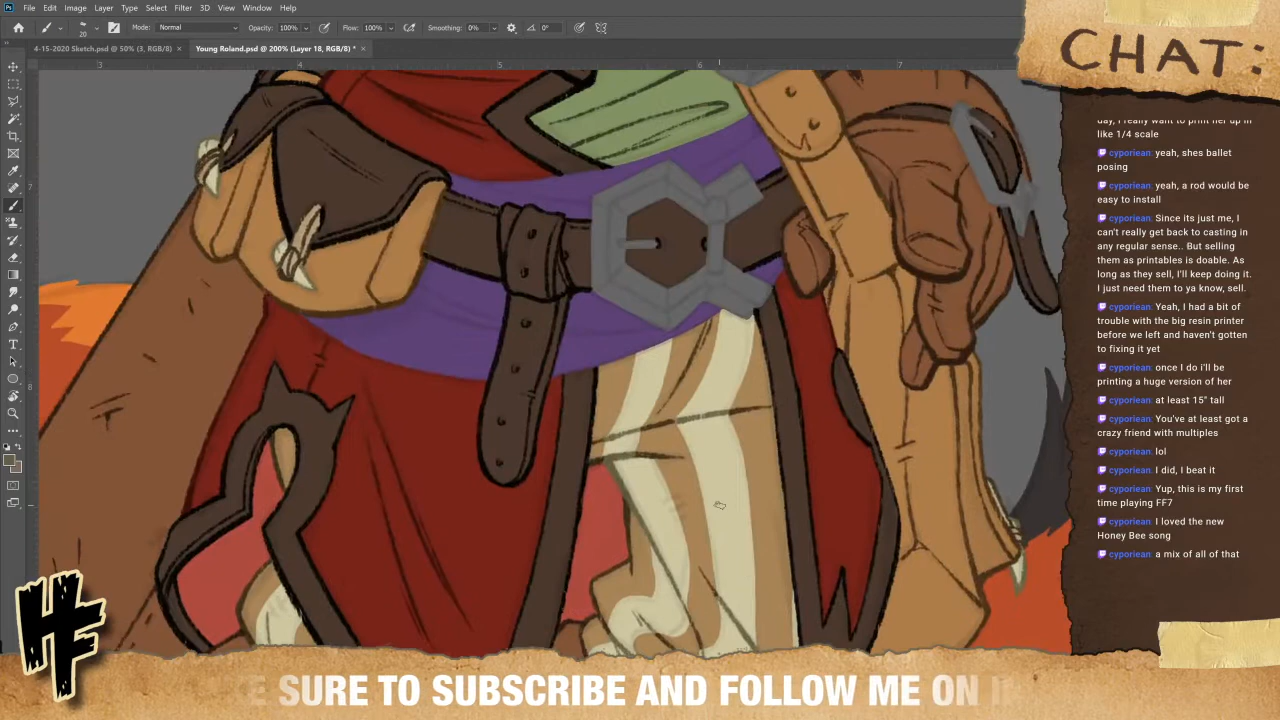 File Edit Image Layer Type Select Filter 3D View Window Help
20 Mode: Normal Opacity: 100% Flow: 100% Smoothing: 0% 0°
4-15-2020 Sketch.psd @ 50% (3, RGB/8) × Young Roland.psd @ 200% (Layer 18, RGB/8) * ×
3 4 5 6 7
7
8
CHAT:
day, I really want to print her up in
like 1/4 scale
cyporiean: yeah, shes ballet
posing
cyporiean: yeah, a rod would be
easy to install
cyporiean: Since its just me, I
can't really get back to casting in
any regular sense.. But selling
them as printables is doable. As
long as they sell, I'll keep doing it.
I just need them to ya know, sell.
cyporiean: Yeah, I had a bit of
trouble with the big resin printer
before we left and haven't gotten
to fixing it yet
cyporiean: once I do i'll be
printing a huge version of her
cyporiean: at least 15" tall
cyporiean: You've at least got a
crazy friend with multiples
cyporiean: lol
cyporiean: I did, I beat it
cyporiean: Yup, this is my first
time playing FF7
cyporiean: I loved the new
Honey Bee song
cyporiean: a mix of all of that
HF
E SURE TO SUBSCRIBE AND FOLLOW ME ON